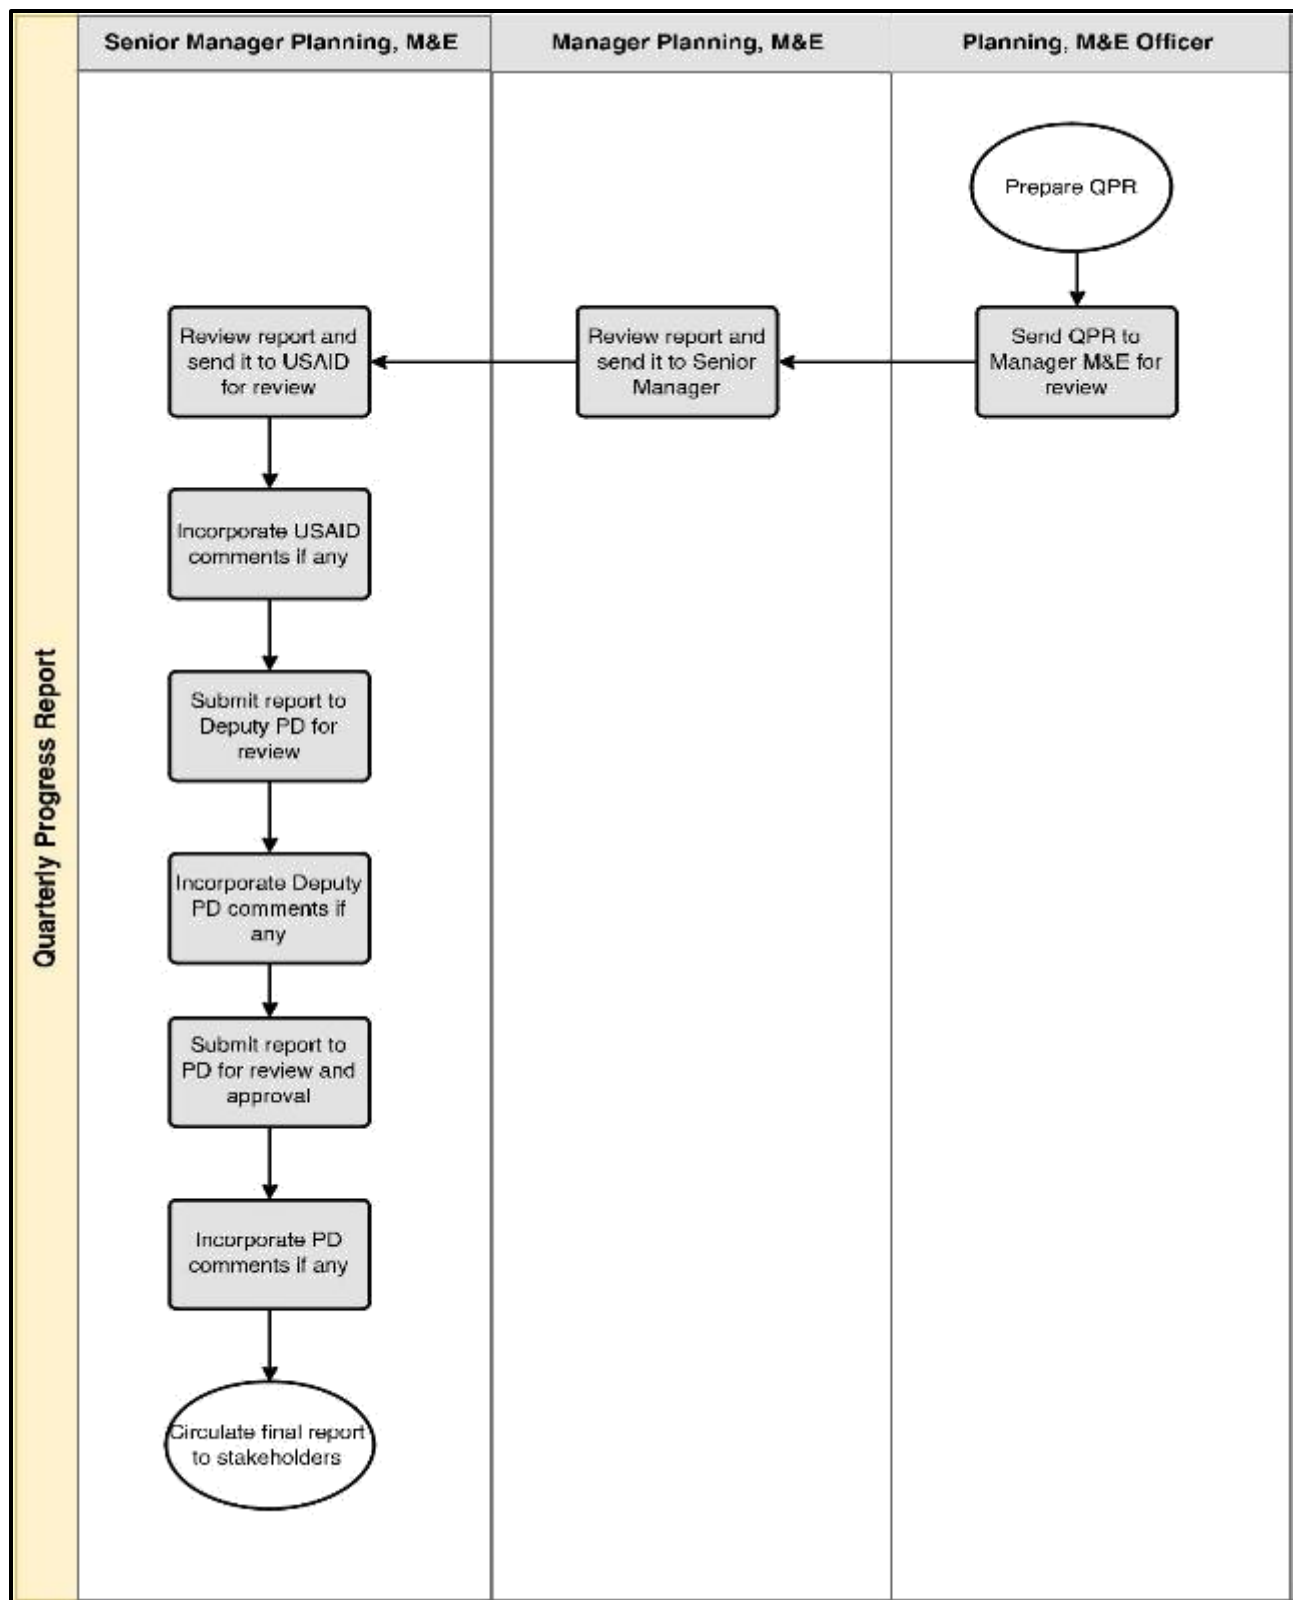 Quarterly Progress Report
Senior Manager Planning, M&E
Manager Planning, M&E
Planning, M&E Officer
Prepare QPR
Send QPR to
Manager M&E for
review
Review report and
send it to Senior
Manager
Review report and
send it to USAID
for review
Incorporate USAID
comments if any
Submit report to
Deputy PD for
review
Incorporate Deputy
PD comments if
any
Submit report to
PD for review and
approval
Incorporate PD
comments if any
Circulate final report
to stakeholders